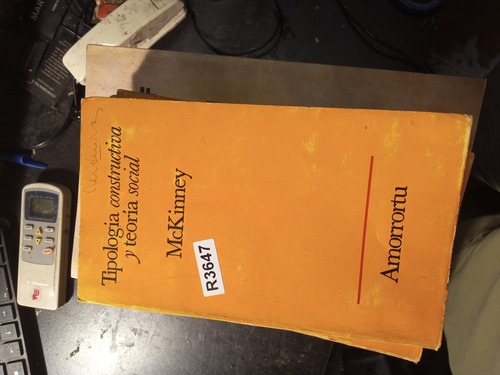 Tipología constructiva
y teoría social
McKinney
R3647
Amorrortu